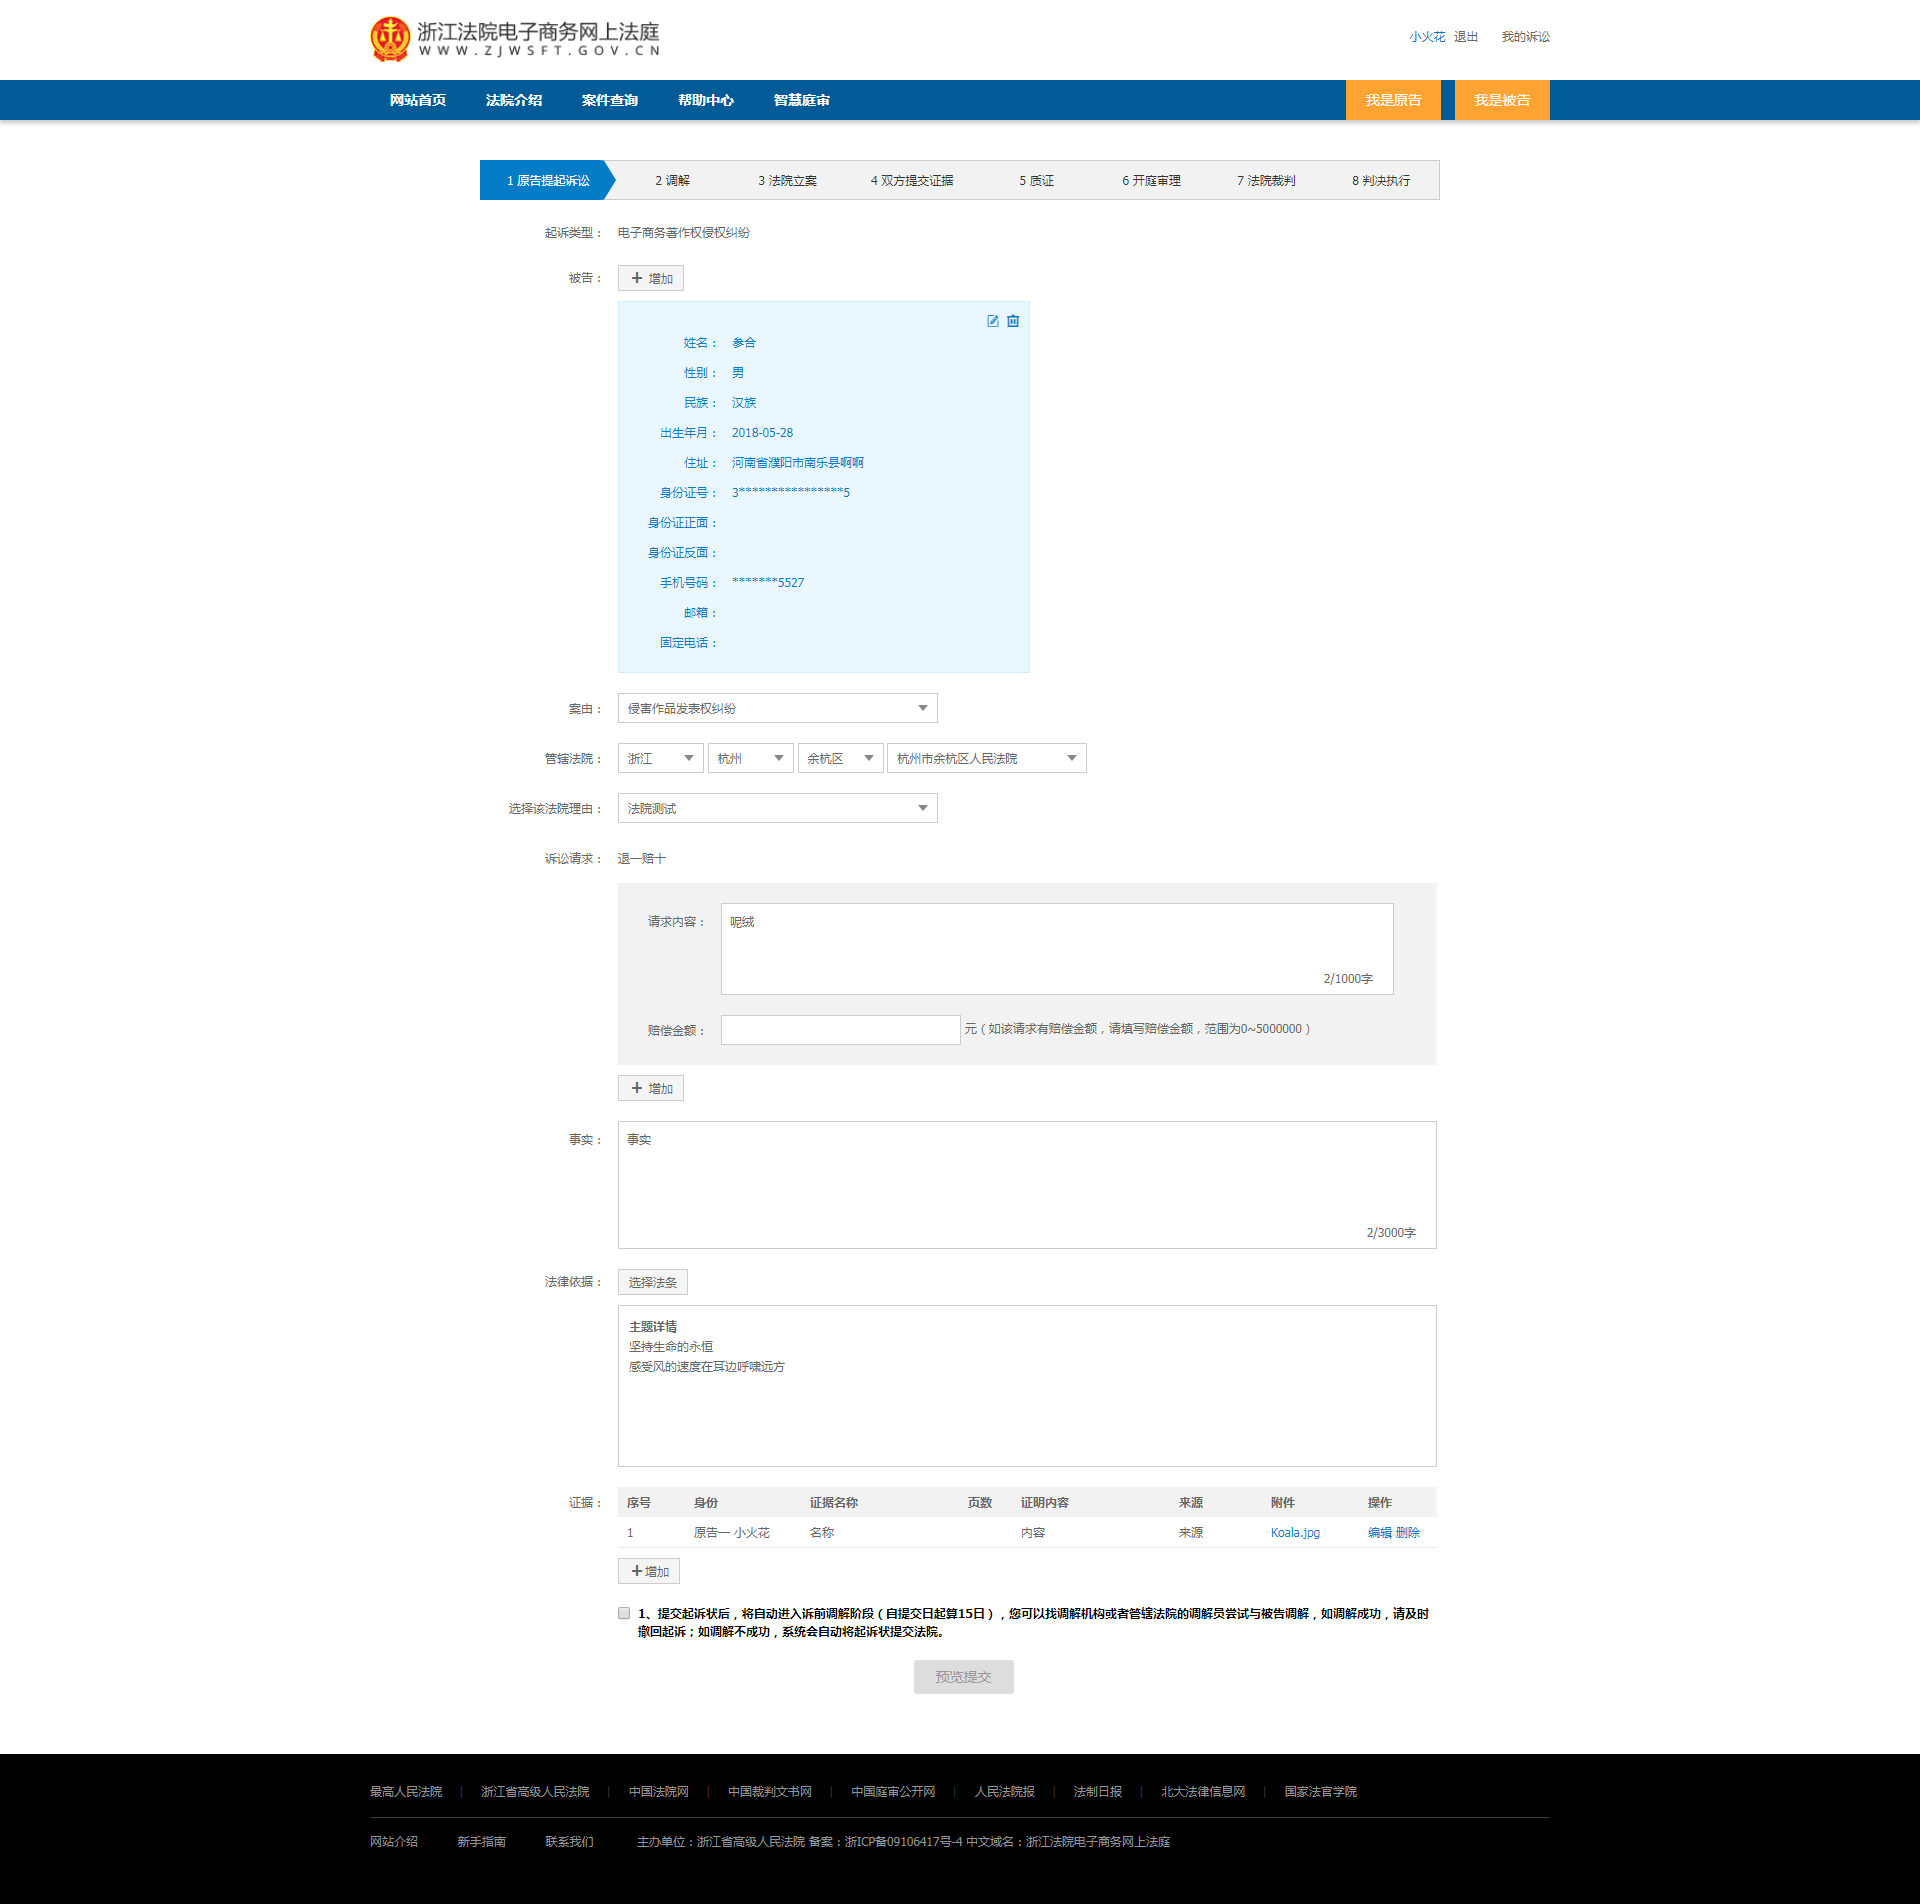 浙江法院电子商务网上法庭
WWW.ZJWSFT.GOV.CN
小火花 退出 我的诉讼
网站首页 法院介绍 案件查询 帮助中心 智慧庭审 我是原告 我是被告
1 原告提起诉讼 2 调解 3 法院立案 4 双方提交证据 5 质证 6 开庭审理 7 法院裁判 8 判决执行
起诉类型： 电子商务著作权侵权纠纷
被告： 增加
姓名： 参合
性别： 男
民族： 汉族
出生年月： 2018-05-28
住址： 河南省濮阳市南乐县啊啊
身份证号： 3****************5
身份证正面：
身份证反面：
手机号码： *******5527
邮箱：
固定电话：
案由： 侵害作品发表权纠纷
管辖法院： 浙江 杭州 余杭区 杭州市余杭区人民法院
选择该法院理由： 法院测试
诉讼请求： 退一赔十
请求内容： 呢绒
2/1000字
赔偿金额： 元（如该请求有赔偿金额，请填写赔偿金额，范围为0~5000000）
增加
事实： 事实
2/3000字
法律依据： 选择法条
主题详情
坚持生命的永恒
感受风的速度在耳边呼啸远方
证据： 序号 身份 证据名称 页数 证明内容 来源 附件 操作
1 原告一 小火花 名称 内容 来源 Koala.jpg 编辑 删除
增加
1、提交起诉状后，将自动进入诉前调解阶段（自提交日起算15日），您可以找调解机构或者管辖法院的调解员尝试与被告调解，如调解成功，请及时
撤回起诉；如调解不成功，系统会自动将起诉状提交法院。
预览提交
最高人民法院 | 浙江省高级人民法院 | 中国法院网 | 中国裁判文书网 | 中国庭审公开网 | 人民法院报 | 法制日报 | 北大法律信息网 | 国家法官学院
网站介绍 新手指南 联系我们 主办单位：浙江省高级人民法院 备案：浙ICP备09106417号-4 中文域名：浙江法院电子商务网上法庭